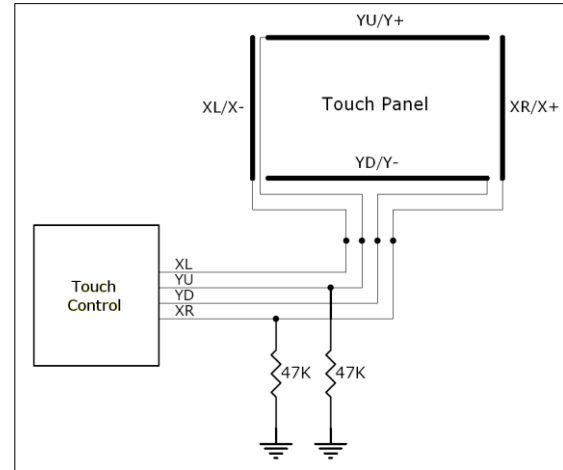 YU/Y+
XL/X-
Touch Panel
XR/X+
YD/Y-
Touch
Control
XL
YU
YD
XR
47K
47K